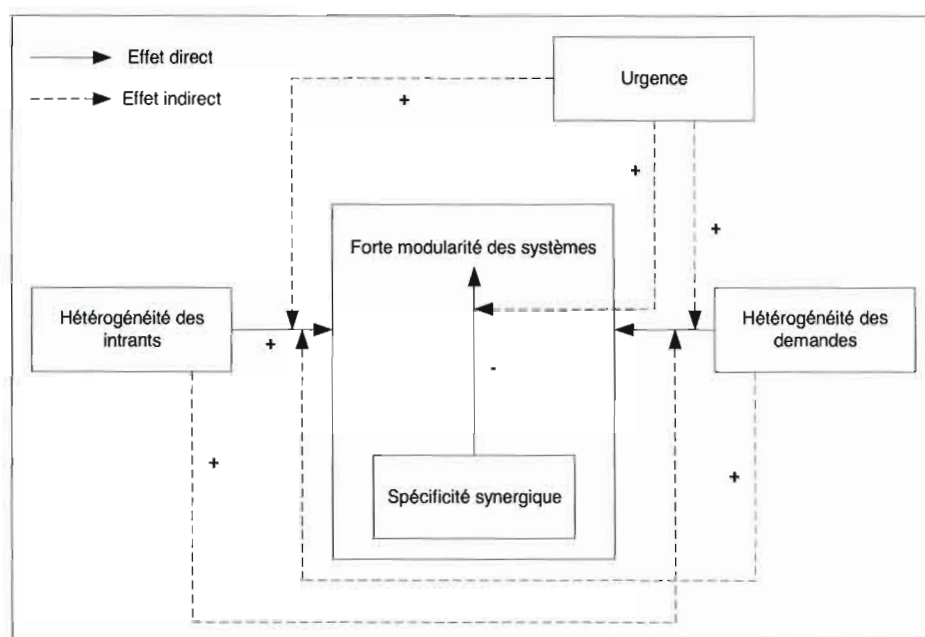 Effet direct
Effet indirect
Urgence
+
+
+
Forte modularité des systèmes
Hétérogénéité des
intrants
+
Hétérogénéité des
demandes
-
+
+
Spécificité synergique